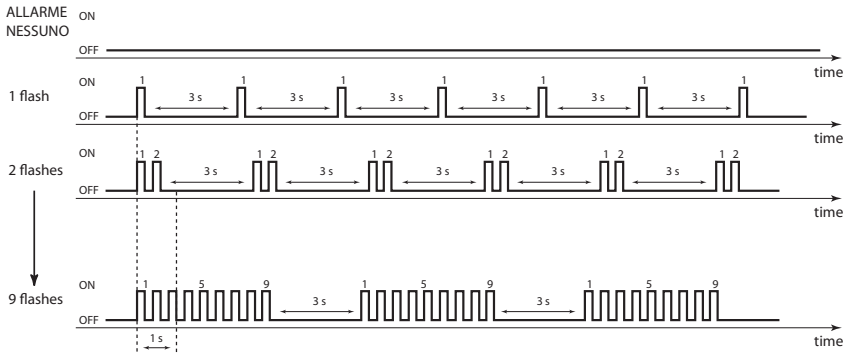 ALLARME
NESSUNO
ON
OFF
time
1 flash
ON
OFF
1 3 s 1 3 s 1 3 s 1 3 s 1 3 s 1 3 s 1
time
2 flashes
ON
OFF
1 2 3 s 1 2 3 s 1 2 3 s 1 2 3 s 1 2 3 s 1 2
time
9 flashes
ON
OFF
1 5 9 3 s 1 5 9 3 s 1 5 9
time
1 s